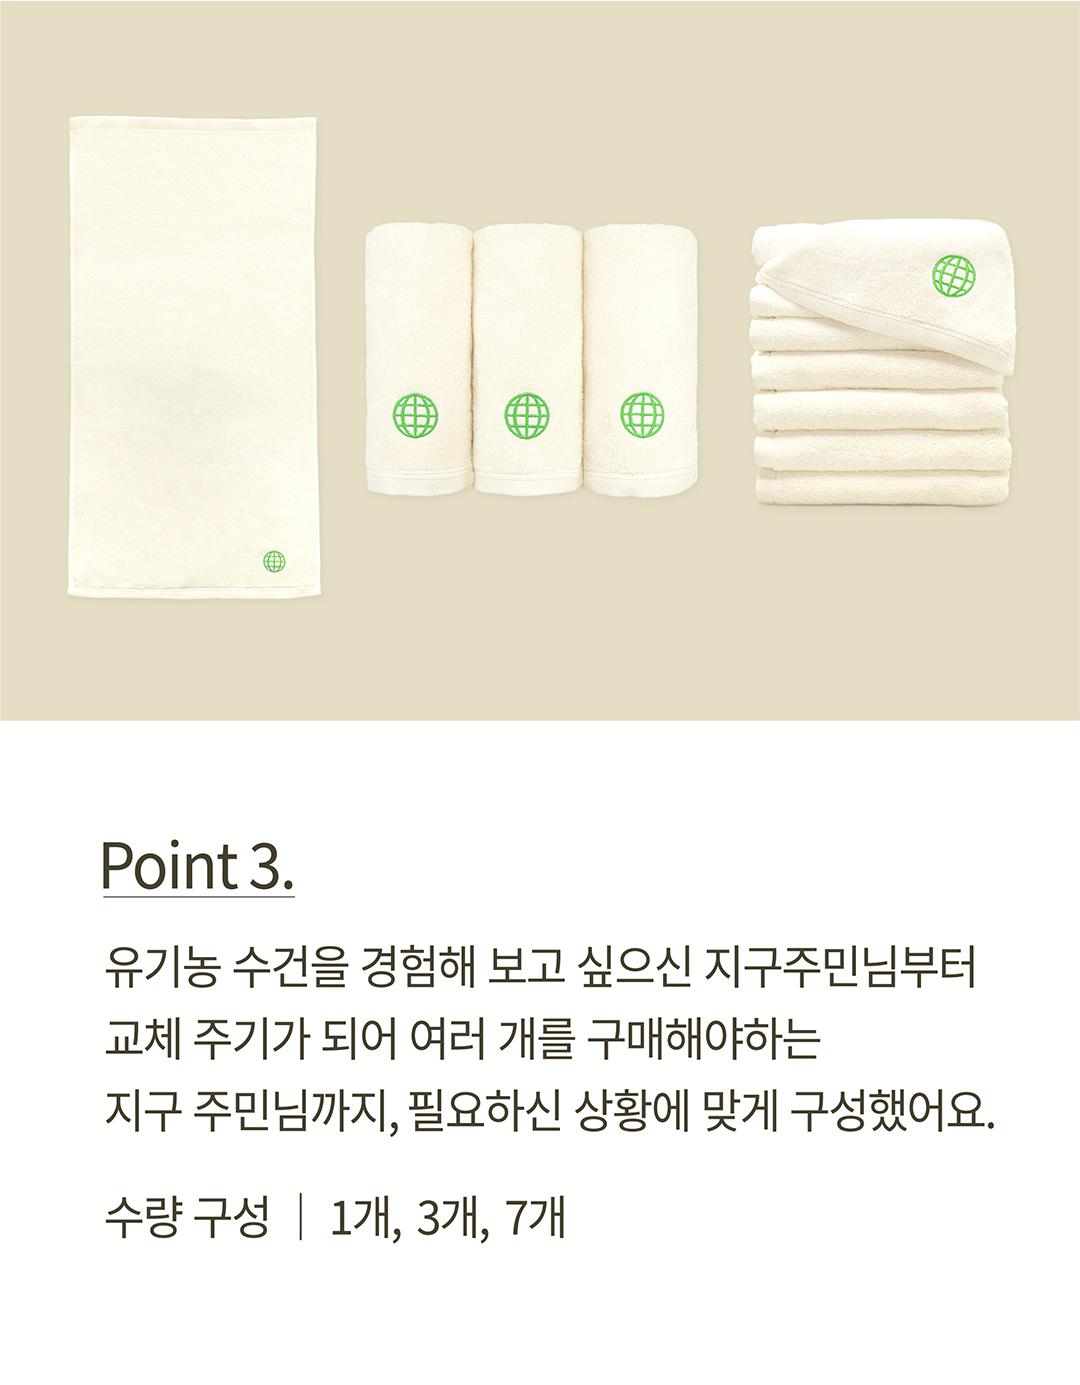 Point 3.
유기농 수건을 경험해 보고 싶으신 지구주민님부터
교체 주기가 되어 여러 개를 구매해야하는
지구 주민님까지, 필요하신 상황에 맞게 구성했어요.
수량 구성 | 1개, 3개, 7개